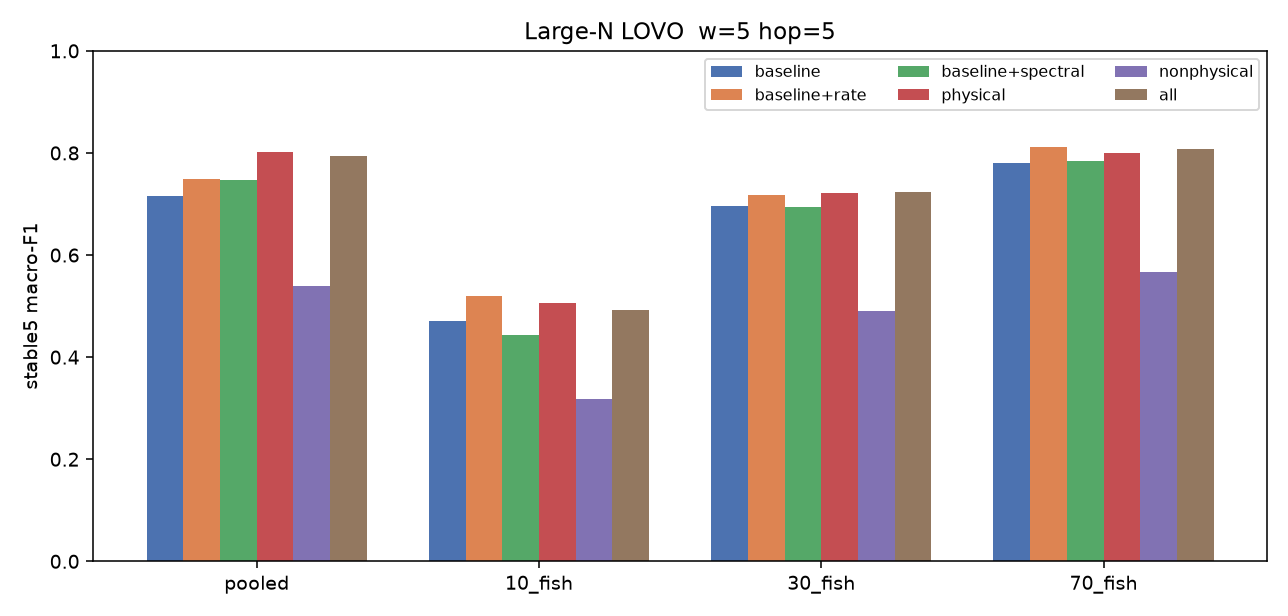 Large-N LOVO  w=5 hop=5
baseline
baseline+rate
baseline+spectral
physical
nonphysical
all
stable5 macro-F1
1.0
0.8
0.6
0.4
0.2
0.0
pooled
10_fish
30_fish
70_fish